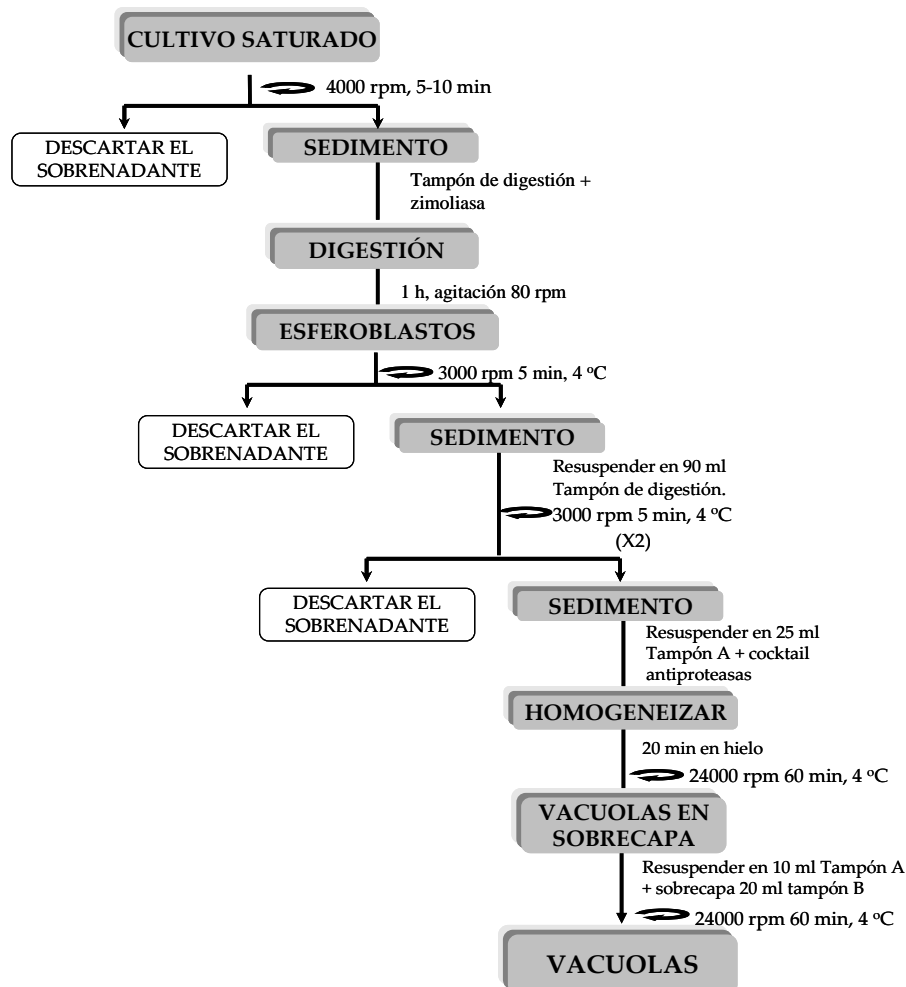 CULTIVO SATURADO
4000 rpm, 5-10 min
DESCARTAR EL
SOBRENADANTE
SEDIMENTO
Tampón de digestión +
zimoliasa
DIGESTIÓN
1 h, agitación 80 rpm
ESFEROBLASTOS
3000 rpm 5 min, 4 ºC
DESCARTAR EL
SOBRENADANTE
SEDIMENTO
Resuspender en 90 ml
Tampón de digestión.
3000 rpm 5 min, 4 ºC
(X2)
DESCARTAR EL
SOBRENADANTE
SEDIMENTO
Resuspender en 25 ml
Tampón A + cocktail
antiproteasas
HOMOGENEIZAR
20 min en hielo
24000 rpm 60 min, 4 ºC
VACUOLAS EN
SOBRECAPA
Resuspender en 10 ml Tampón A
+ sobrecapa 20 ml tampón B
24000 rpm 60 min, 4 ºC
VACUOLAS